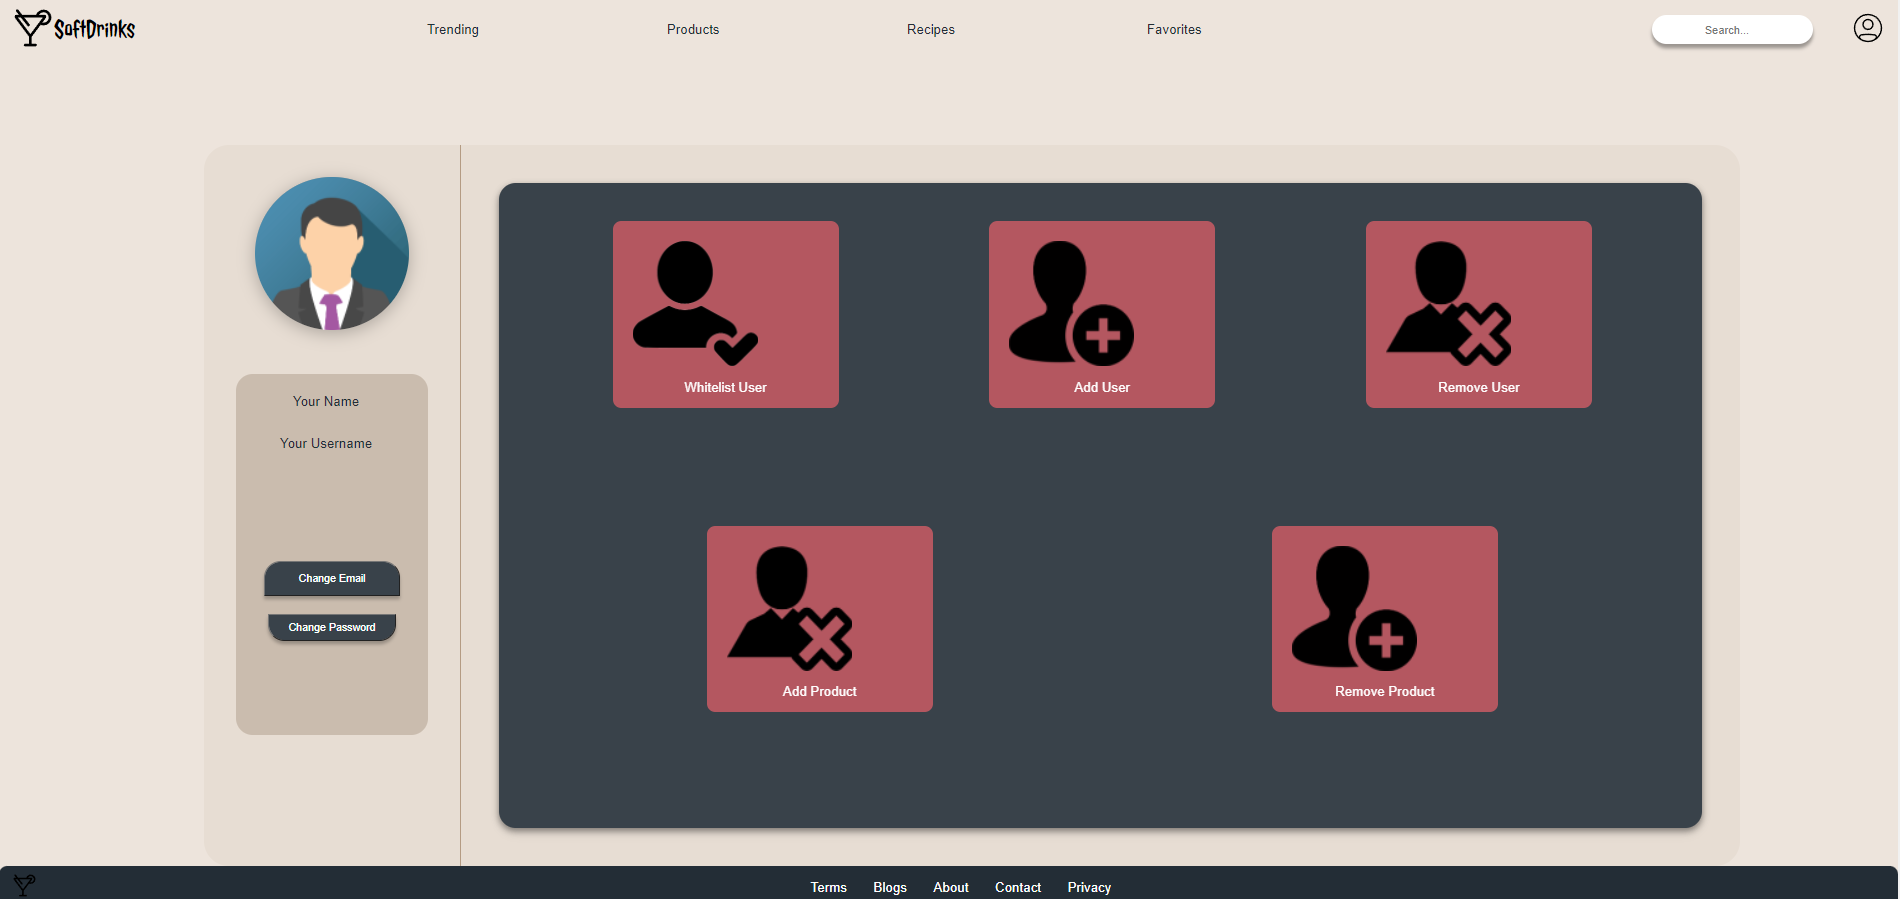 SoftDrinks
Trending
Products
Recipes
Favorites
Search...
Your Name
Your Username
Change Email
Change Password
Whitelist User
Add User
Remove User
Add Product
Remove Product
Terms
Blogs
About
Contact
Privacy